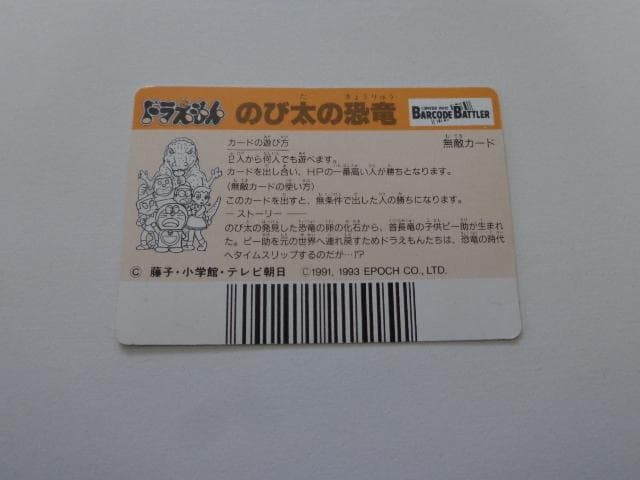 ドラえもん のび太の恐竜 BARCODE BATTLER
カードの遊び方 無敵カード
2人から何人でも遊べます。
カードを出し合い、HPの一番高い人が勝ちとなります。
(無敵カードの使い方)
このカードを出すと、無条件で出した人の勝ちになります。
―ストーリー―
のび太の発見した恐竜の卵の化石から、首長竜の子供ピー助が生まれ
た。ピー助を元の世界へ連れ戻すためドラえもんたちは、恐竜の時代
へタイムスリップするのだが…!?
© 藤子・小学館・テレビ朝日 ©1991, 1993 EPOCH CO., LTD.